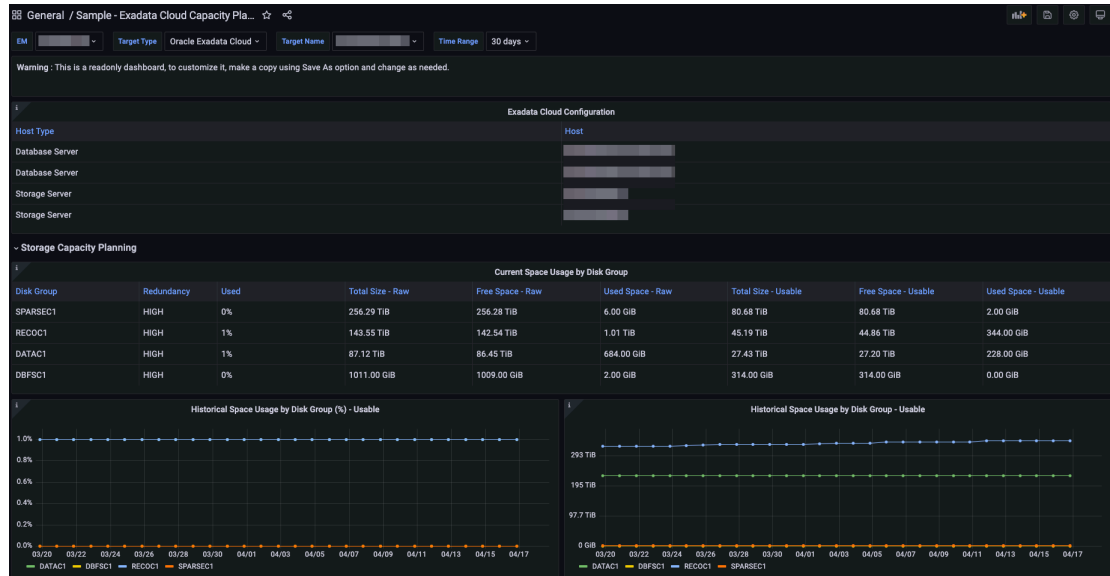 General / Sample - Exadata Cloud Capacity Pla...
EM Target Type Oracle Exadata Cloud Target Name Time Range 30 days
Warning : This is a readonly dashboard, to customize it, make a copy using Save As option and change as needed.
i
Exadata Cloud Configuration
Host Type Host
Database Server
Database Server
Storage Server
Storage Server
Storage Capacity Planning
i
Current Space Usage by Disk Group
Disk Group Redundancy Used Total Size - Raw Free Space - Raw Used Space - Raw Total Size - Usable Free Space - Usable Used Space - Usable
SPARSEC1 HIGH 0% 256.29 TiB 256.28 TiB 6.00 GiB 80.68 TiB 80.68 TiB 2.00 GiB
RECOC1 HIGH 1% 143.55 TiB 142.54 TiB 1.01 TiB 45.19 TiB 44.86 TiB 344.00 GiB
DATAC1 HIGH 1% 87.12 TiB 86.45 TiB 684.00 GiB 27.43 TiB 27.20 TiB 228.00 GiB
DBFSC1 HIGH 0% 1011.00 GiB 1009.00 GiB 2.00 GiB 314.00 GiB 314.00 GiB 0.00 GiB
i
Historical Space Usage by Disk Group (%) - Usable
1.0%
0.8%
0.6%
0.4%
0.2%
0.0%
03/20 03/22 03/24 03/26 03/28 03/30 04/01 04/03 04/05 04/07 04/09 04/11 04/13 04/15 04/17
DATAC1 DBFSC1 RECOC1 SPARSEC1
i
Historical Space Usage by Disk Group - Usable
293 TiB
195 TiB
97.7 TiB
0 GiB
03/20 03/22 03/24 03/26 03/28 03/30 04/01 04/03 04/05 04/07 04/09 04/11 04/13 04/15 04/17
DATAC1 DBFSC1 RECOC1 SPARSEC1